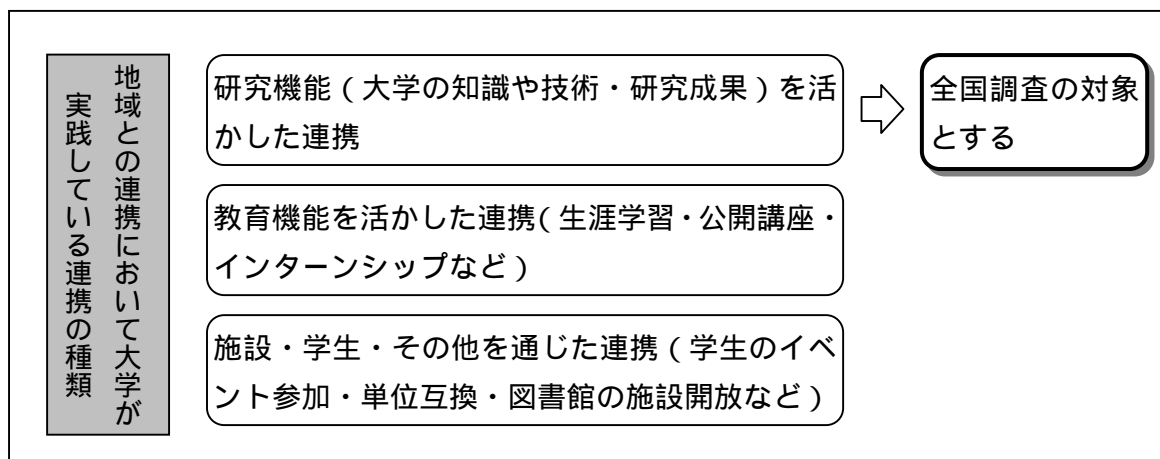 地域との連携において大学が
実践している連携の種類
研究機能（大学の知識や技術・研究成果）を活
かした連携
全国調査の対象
とする
教育機能を活かした連携（生涯学習・公開講座・
インターンシップなど）
施設・学生・その他を通じた連携（学生のイベ
ント参加・単位互換・図書館の施設開放など）